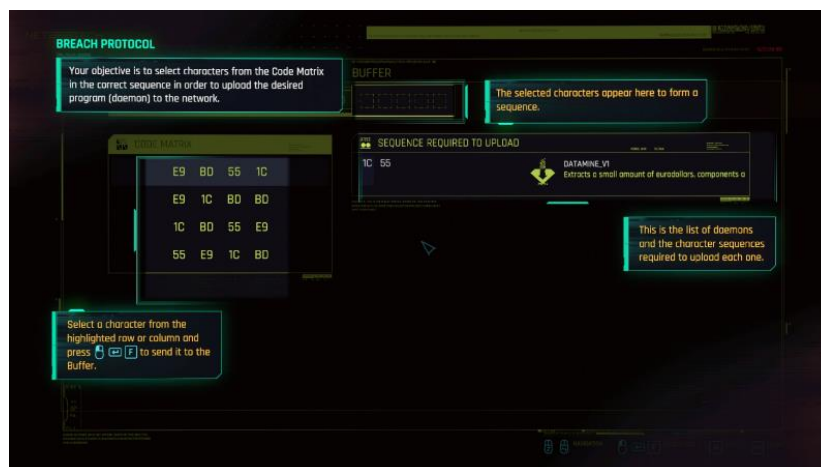 BREACH PROTOCOL
Your objective is to select characters from the Code Matrix
in the correct sequence in order to upload the desired
program (daemon) to the network.
BUFFER
The selected characters appear here to form a
sequence.
CODE MATRIX
E9 BD 55 1C
E9 1C BD BD
1C BD 55 E9
55 E9 1C BD
SEQUENCE REQUIRED TO UPLOAD
1C 55
DATAMINE_V1
Extracts a small amount of eurodollars, components a
This is the list of daemons
and the character sequences
required to upload each one.
Select a character from the
highlighted row or column and
press F to send it to the
Buffer.